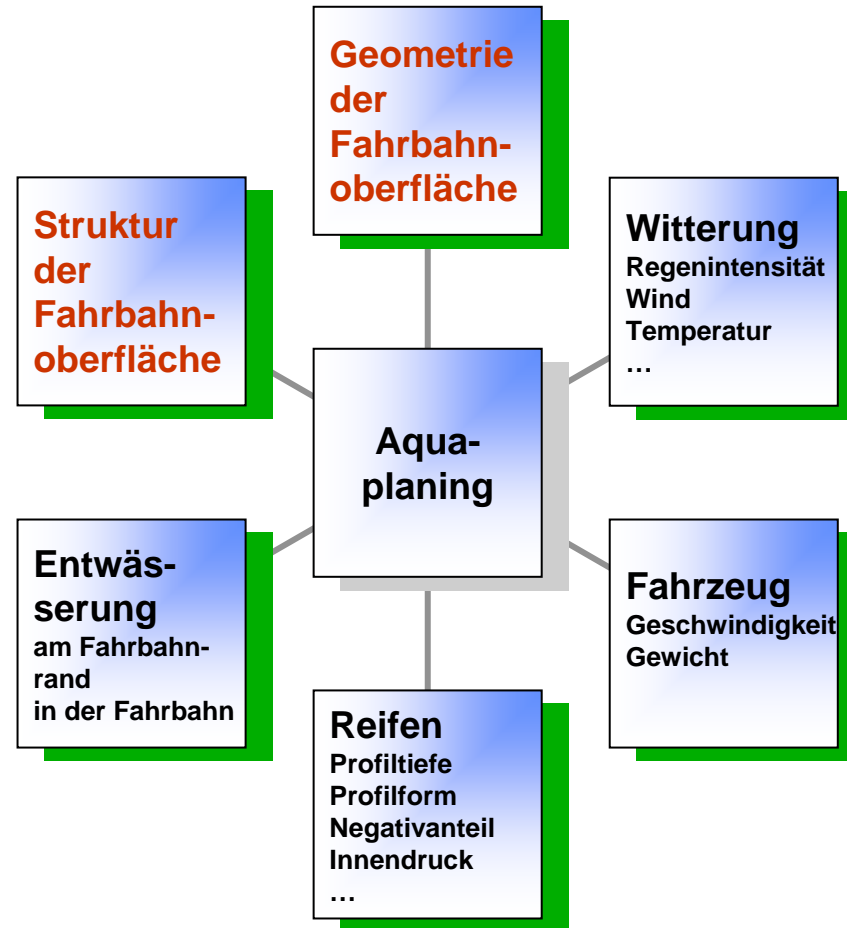 Geometrie
der
Fahrbahn-
oberfläche
Struktur
der
Fahrbahn-
oberfläche
Witterung
Regenintensität
Wind
Temperatur
…
Aqua-
planing
Entwäs-
serung
am Fahrbahn-
rand
in der Fahrbahn
Fahrzeug
Geschwindigkeit
Gewicht
Reifen
Profiltiefe
Profilform
Negativanteil
Innendruck
…